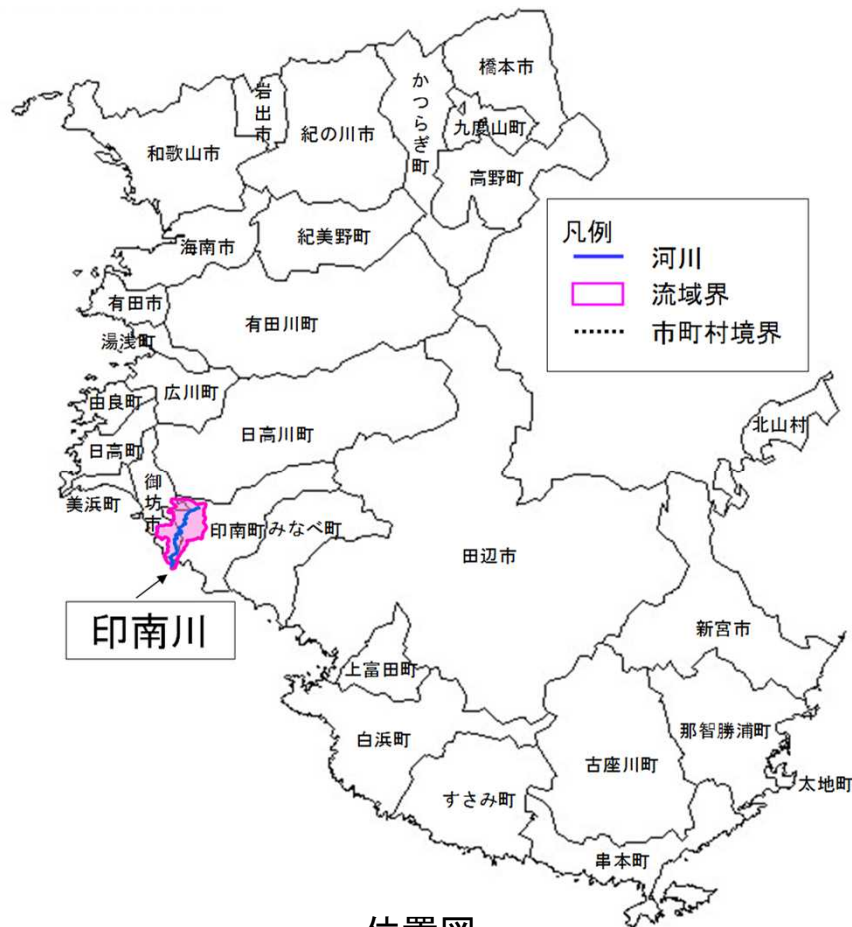 橋本市
かつらぎ町
岩出市
九度山町
紀の川市
和歌山市
高野町
紀美野町
海南市
凡例
河川
流域界
市町村境界
有田市
有田川町
湯浅町
広川町
由良町
北山村
日高川町
日高町
御坊市
美浜町
印南町
みなべ町
田辺市
印南川
新宮市
上富田町
那智勝浦町
白浜町
古座川町
太地町
すさみ町
串本町
位置図